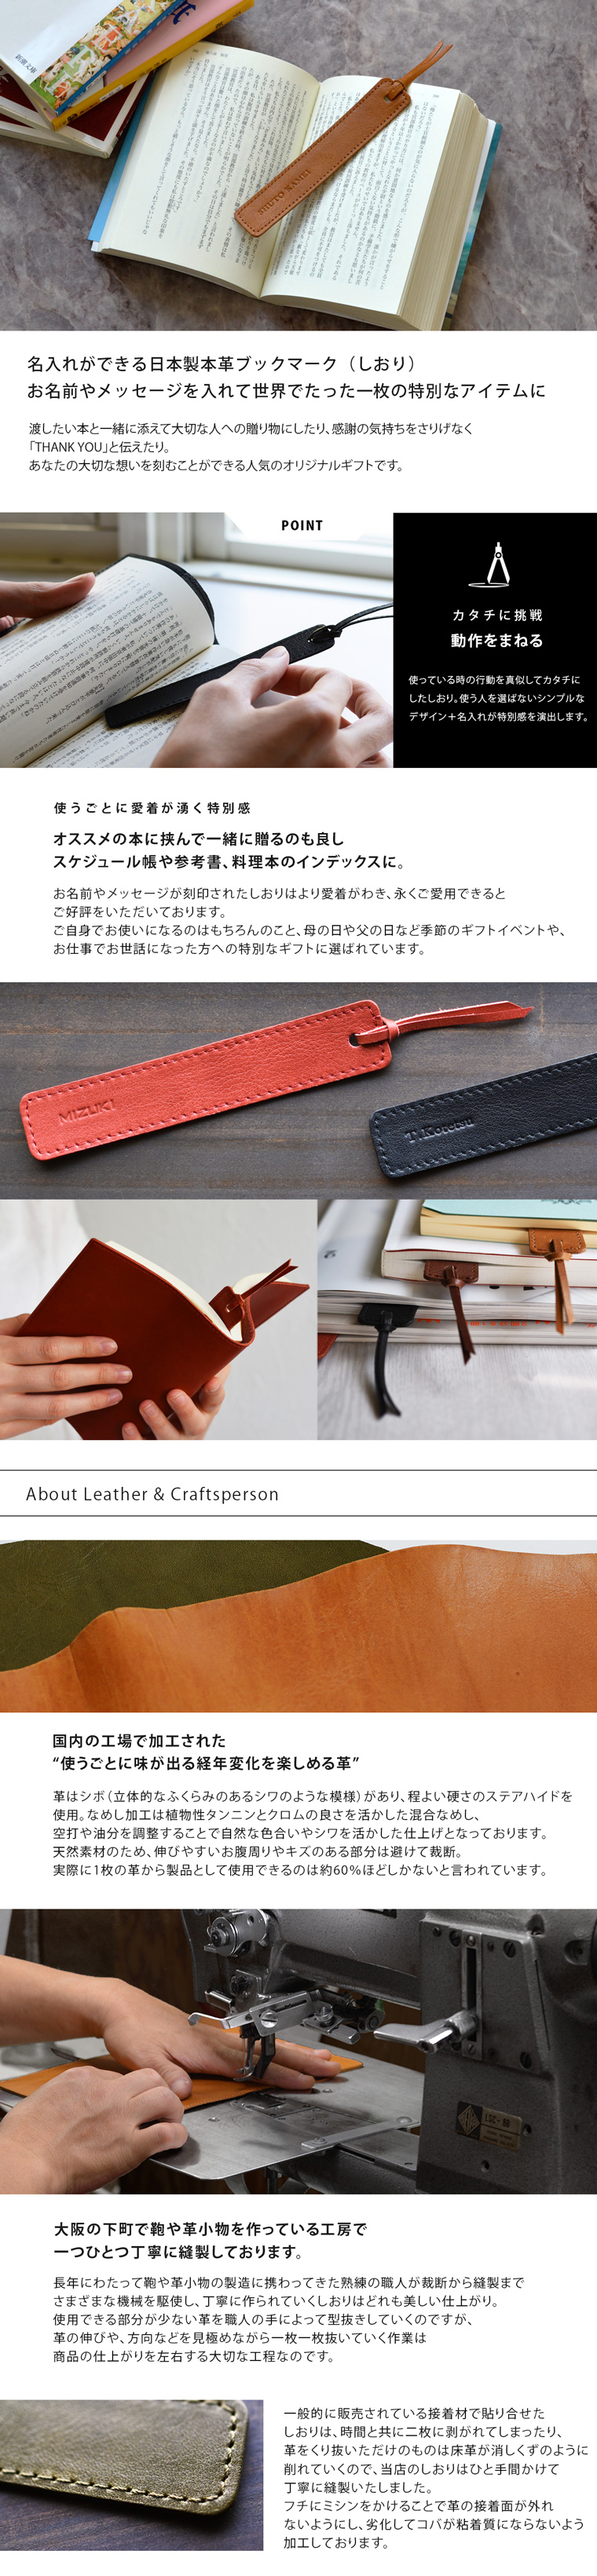 新潮文庫
SHUTO KANEI
名入れができる日本製本革ブックマーク（しおり）
お名前やメッセージを入れて世界でたった一枚の特別なアイテムに
渡したい本と一緒に添えて大切な人への贈り物にしたり、感謝の気持ちをさりげなく
「THANK YOU」と伝えたり。
あなたの大切な想いを刻むことができる人気のオリジナルギフトです。
POINT
カタチに挑戦
動作をまねる
使っている時の行動を真似してカタチに
したしおり。使う人を選ばないシンプルな
デザイン＋名入れが特別感を演出します。
使うごとに愛着が湧く特別感
オススメの本に挟んで一緒に贈るのも良し
スケジュール帳や参考書、料理本のインデックスに。
お名前やメッセージが刻印されたしおりはより愛着がわき、永くご愛用できると
ご好評をいただいております。
ご自身でお使いになるのはもちろんのこと、母の日や父の日など季節のギフトイベントや、
お仕事でお世話になった方への特別なギフトに選ばれています。
MIZUKI
T.Kototsu
About Leather & Craftsperson
国内の工場で加工された
“使うごとに味が出る経年変化を楽しめる革”
革はシボ（立体的なふくらみのあるシワのような模様）があり、程よい硬さのステアハイドを
使用。なめし加工は植物性タンニンとクロムの良さを活かした混合なめし、
空打や油分を調整することで自然な色合いやシワを活かした仕上げとなっております。
天然素材のため、伸びやすいお腹周りやキズのある部分は避けて裁断。
実際に1枚の革から製品として使用できるのは約60％ほどしかないと言われています。
大阪の下町で鞄や革小物を作っている工房で
一つひとつ丁寧に縫製しております。
長年にわたって鞄や革小物の製造に携わってきた熟練の職人が裁断から縫製まで
さまざまな機械を駆使し、丁寧に作られていくしおりはどれも美しい仕上がり。
使用できる部分が少ない革を職人の手によって型抜きしていくのですが、
革の伸びや、方向などを見極めながら一枚一枚抜いていく作業は
商品の仕上がりを左右する大切な工程なのです。
一般的に販売されている接着材で貼り合せた
しおりは、時間と共に二枚に剥がれてしまったり、
革をくり抜いただけのものは床革が消しくずのように
削れていくので、当店のしおりはひと手間かけて
丁寧に縫製いたしました。
フチにミシンをかけることで革の接着面が外れ
ないようにし、劣化してコバが粘着質にならないよう
加工しております。